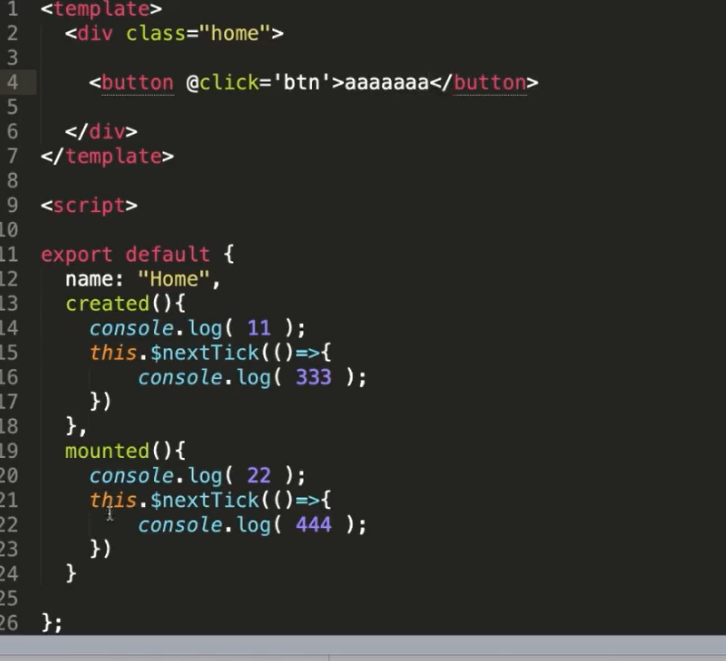 1 <template>
2 <div class="home">
3
4 <button @click='btn'>aaaaaaa</button>
5
6 </div>
7 </template>
8
9 <script>
10
11 export default {
12 name: "Home",
13 created(){
14 console.log( 11 );
15 this.$nextTick(()=>{
16 console.log( 333 );
17 })
18 },
19 mounted(){
20 console.log( 22 );
21 this.$nextTick(()=>{
22 console.log( 444 );
23 })
24 }
25
26 };